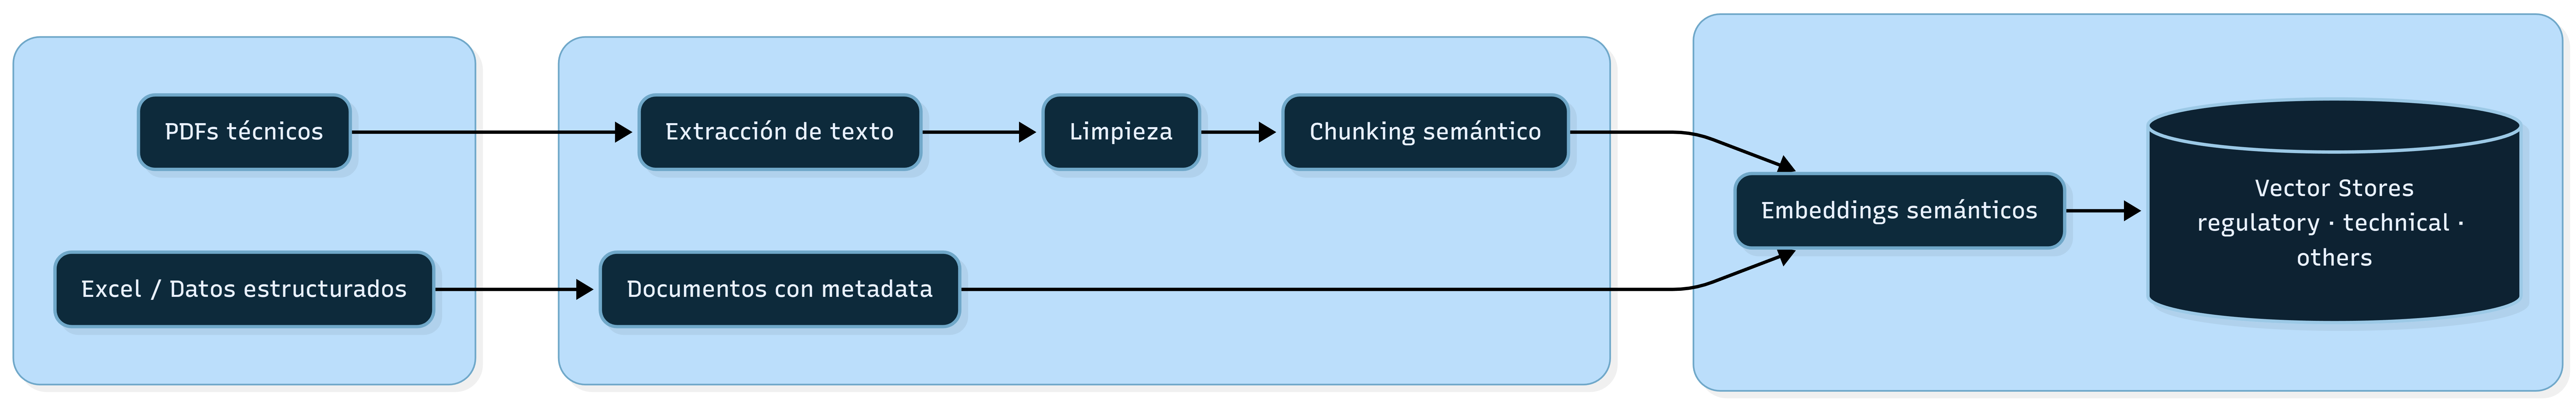 PDFs técnicos
Extracción de texto
Limpieza
Chunking semántico
Excel / Datos estructurados
Documentos con metadata
Embeddings semánticos
Vector Stores
regulatory · technical ·
others